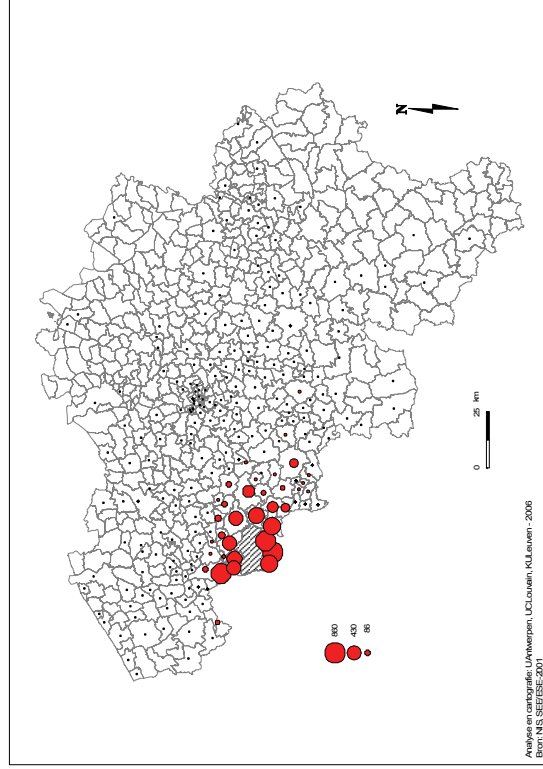 N
0 25 km
860
430
86
Analyse en cartografie: UAntwerpen, UCLouvain, KULeuven - 2006
Bron: NIS, SEE/ESE-2001